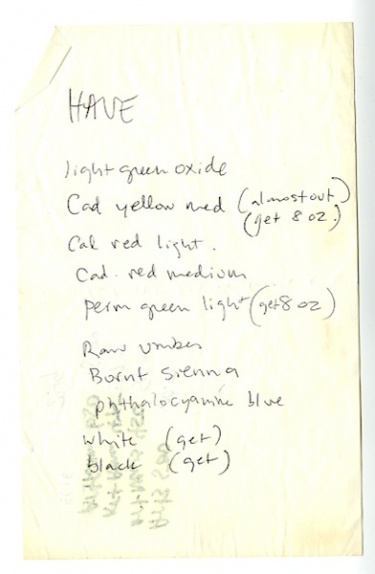 HAVE
light green oxide
Cad yellow med (almost out)
(get 8 oz.)
Cad red light.
Cad. red medium
perm green light (get 8 oz)
Raw umber
Burnt Sienna
phthalocyanine blue
white (get)
black (get)